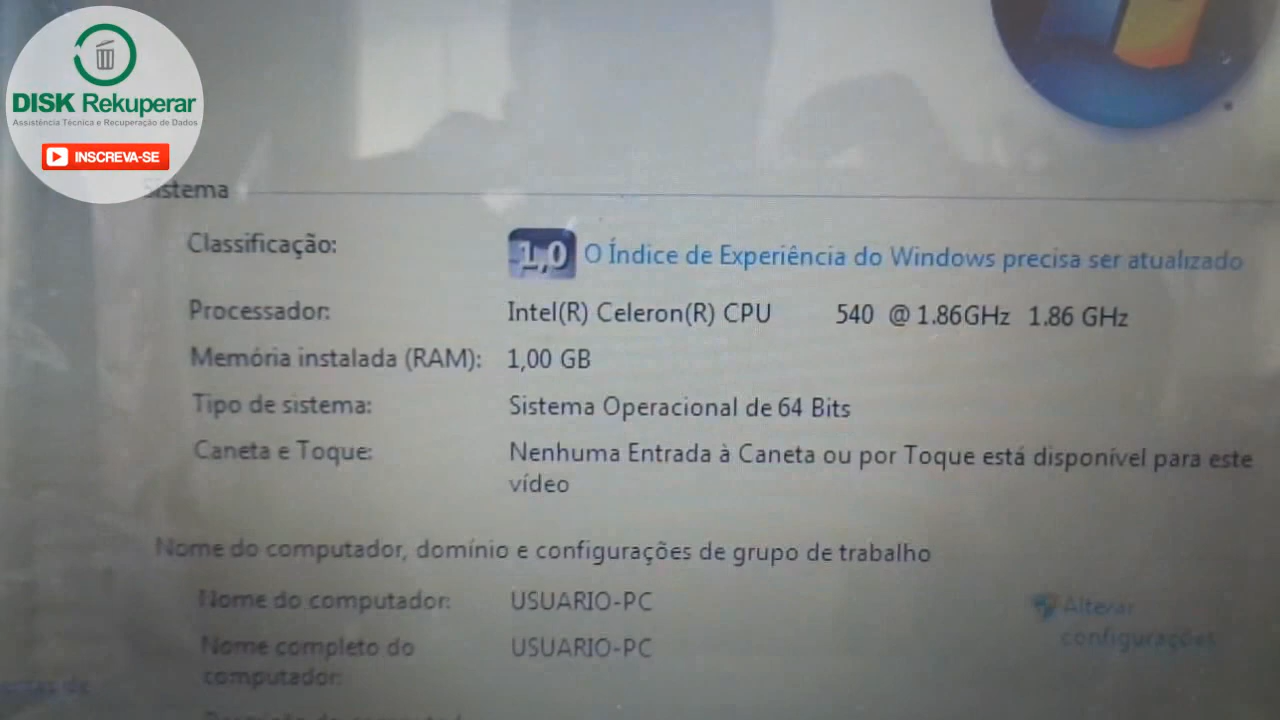 DISK Rekuperar
Assistência Técnica e Recuperação de Dados
INSCREVA-SE
Sistema
Classificação: 1,0 O Índice de Experiência do Windows precisa ser atualizado
Processador: Intel(R) Celeron(R) CPU 540 @ 1.86GHz 1.86 GHz
Memória instalada (RAM): 1,00 GB
Tipo de sistema: Sistema Operacional de 64 Bits
Caneta e Toque: Nenhuma Entrada à Caneta ou por Toque está disponível para este
vídeo
Nome do computador, domínio e configurações de grupo de trabalho
Nome do computador: USUARIO-PC
Alterar
configurações
Nome completo do
computador:
USUARIO-PC